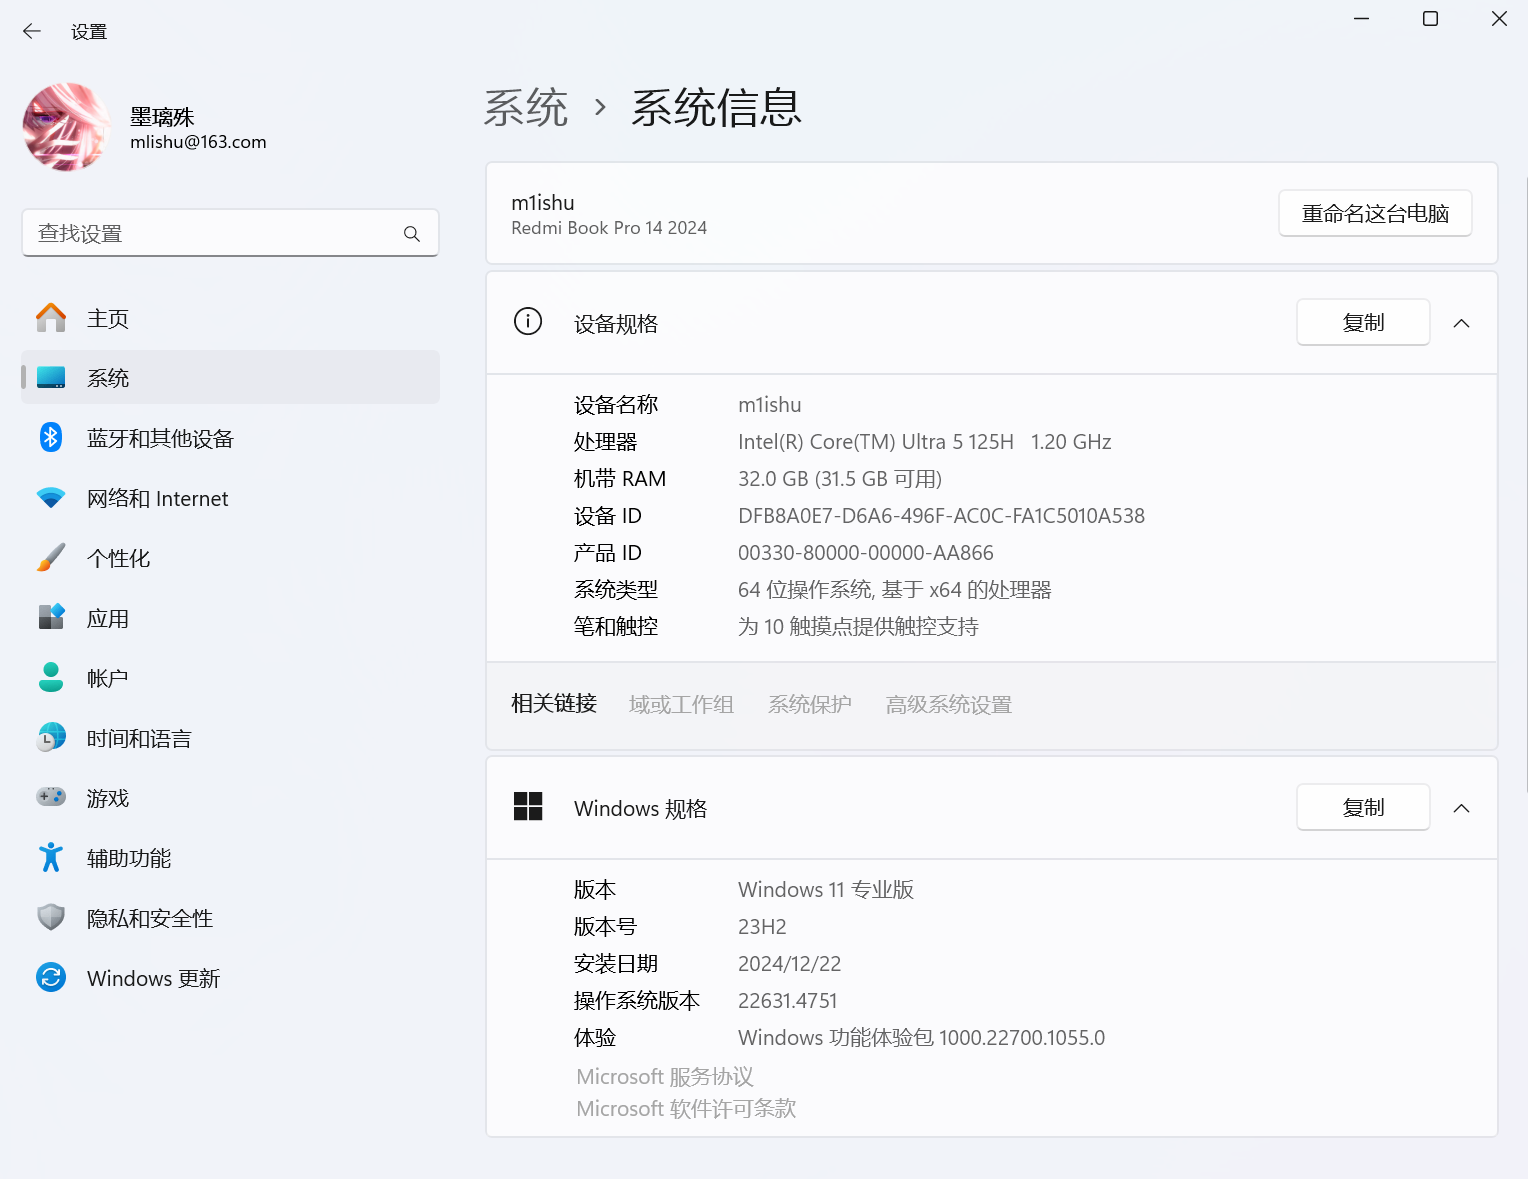 设置
墨璃殊
mlishu@163.com
查找设置
主页
系统
蓝牙和其他设备
网络和 Internet
个性化
应用
帐户
时间和语言
游戏
辅助功能
隐私和安全性
Windows 更新
系统 › 系统信息
m1ishu
Redmi Book Pro 14 2024
重命名这台电脑
设备规格
复制
设备名称 m1ishu
处理器 Intel(R) Core(TM) Ultra 5 125H 1.20 GHz
机带 RAM 32.0 GB (31.5 GB 可用)
设备 ID DFB8A0E7-D6A6-496F-AC0C-FA1C5010A538
产品 ID 00330-80000-00000-AA866
系统类型 64 位操作系统, 基于 x64 的处理器
笔和触控 为 10 触摸点提供触控支持
相关链接 域或工作组 系统保护 高级系统设置
Windows 规格
复制
版本 Windows 11 专业版
版本号 23H2
安装日期 2024/12/22
操作系统版本 22631.4751
体验 Windows 功能体验包 1000.22700.1055.0
Microsoft 服务协议
Microsoft 软件许可条款